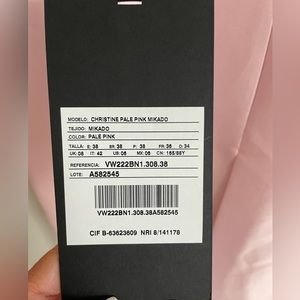 MODELO: CHRISTINE PALE PINK MIKADO
TEJIDO: MIKADO
COLOR: PALE PINK
TALLA: E: 38 BR: 38 P: 38 FR: 36 D: 34
UK: 08 IT: 42 US: 06 MX: 06 CN: 165/88Y
REFERENCIA: VW222BN1.308.38
LOTE: A582545
VW222BN1.308.38A582545
CIF B-63623609 NRI 8/141178